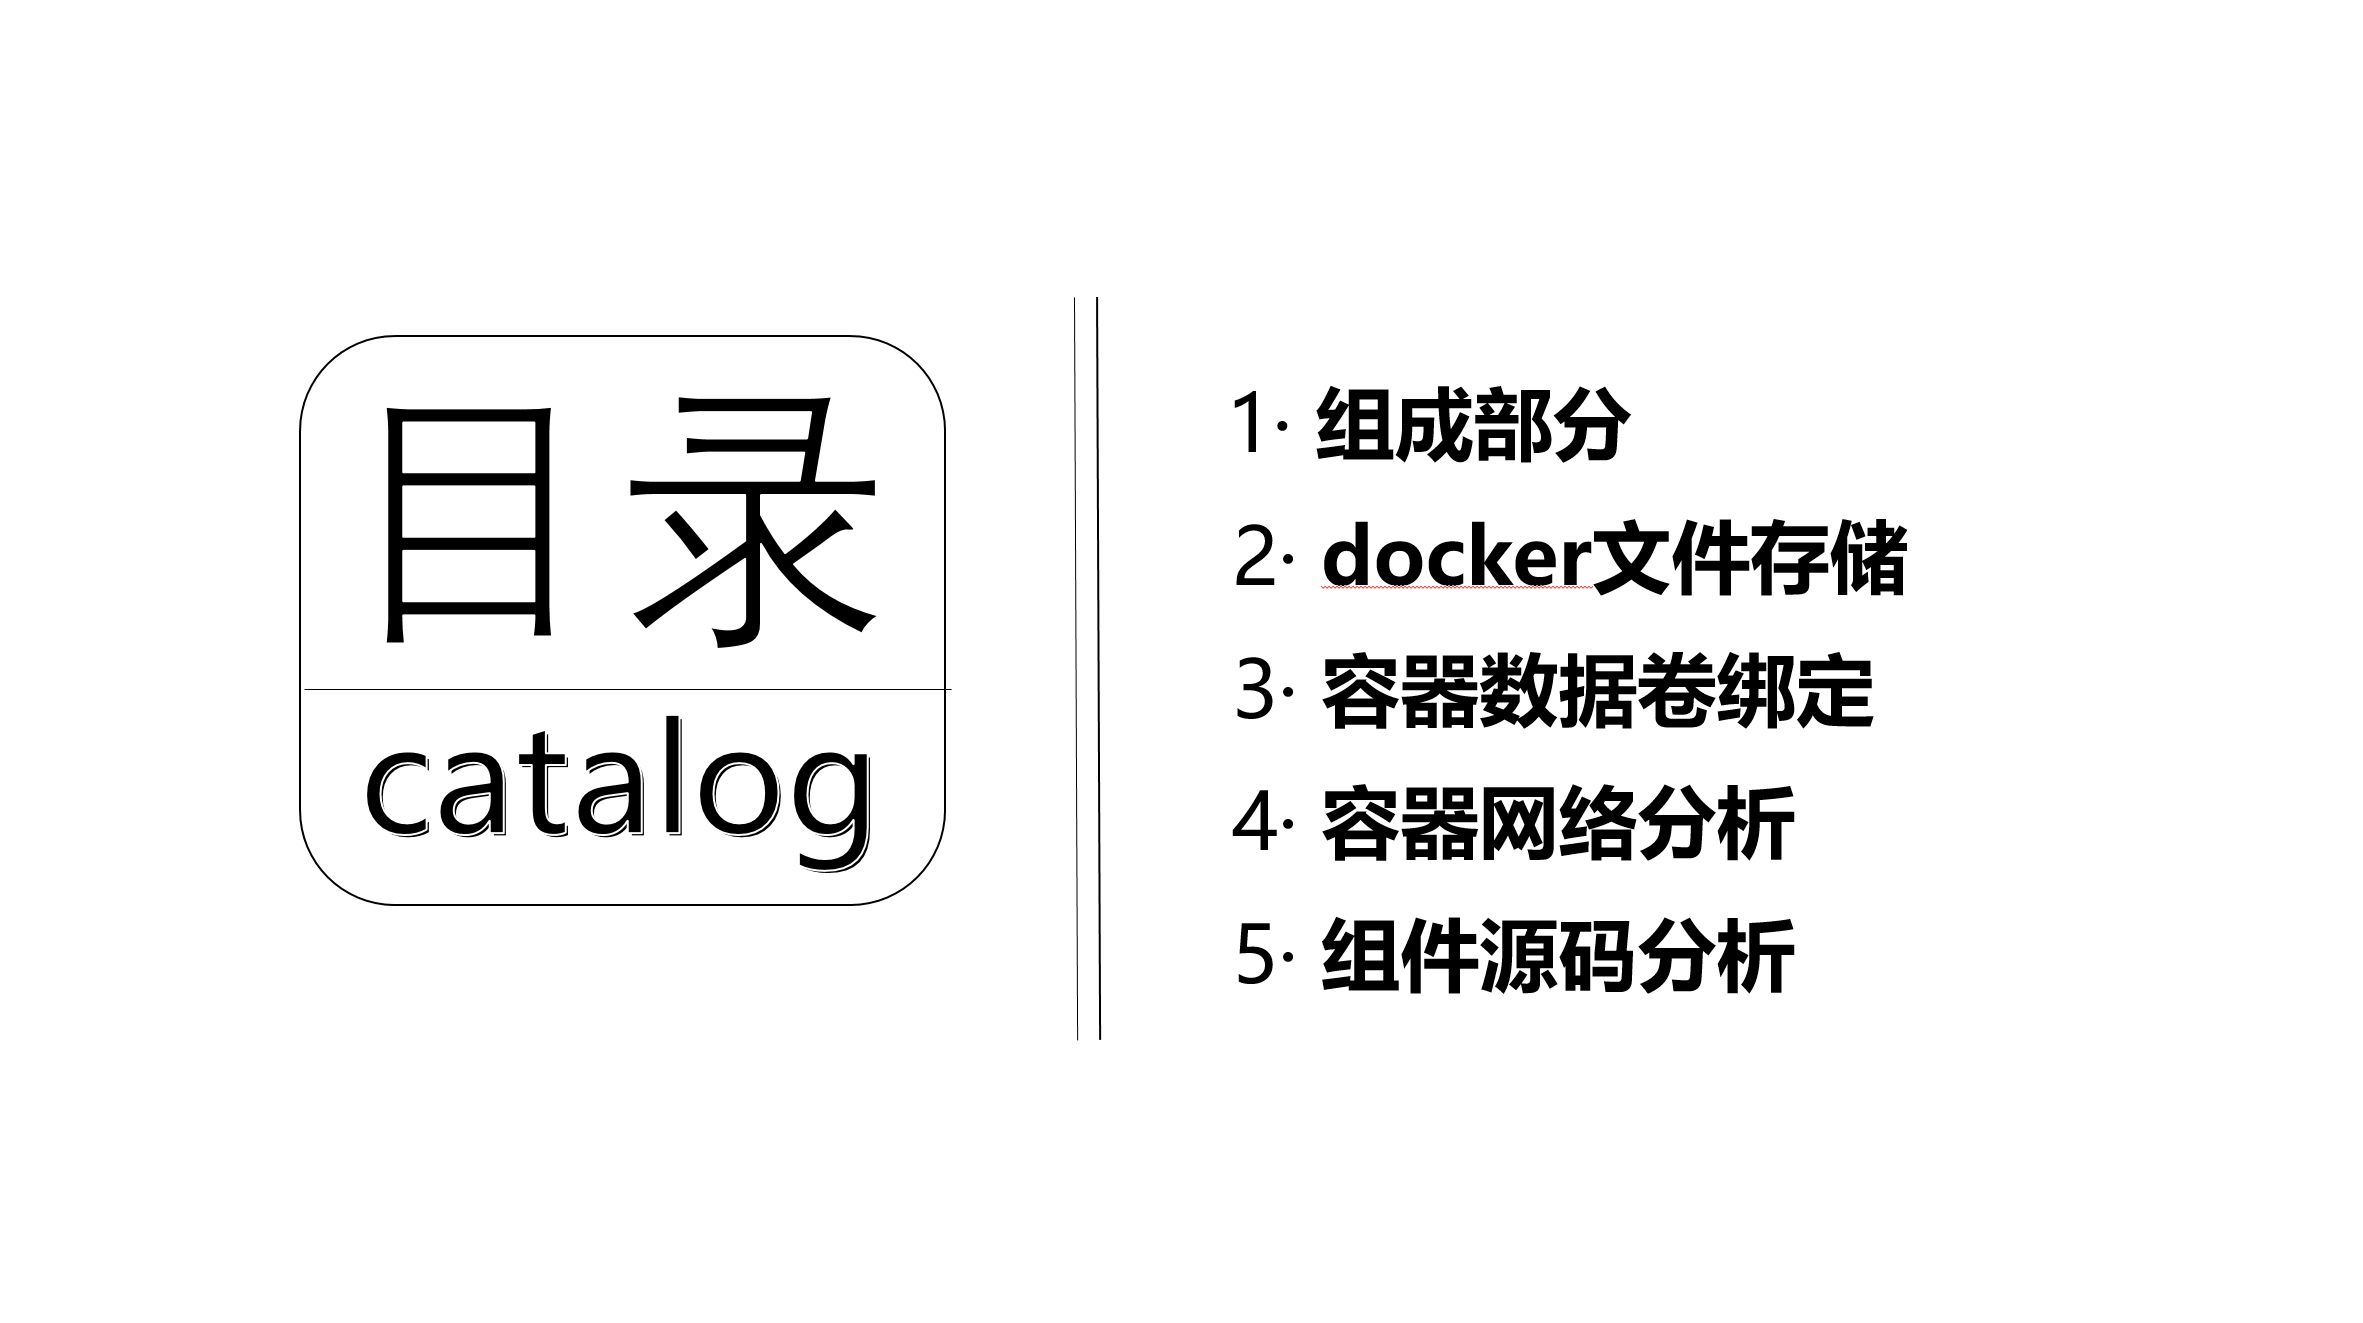 目录
catalog
1· 组成部分
2· docker文件存储
3· 容器数据卷绑定
4· 容器网络分析
5· 组件源码分析